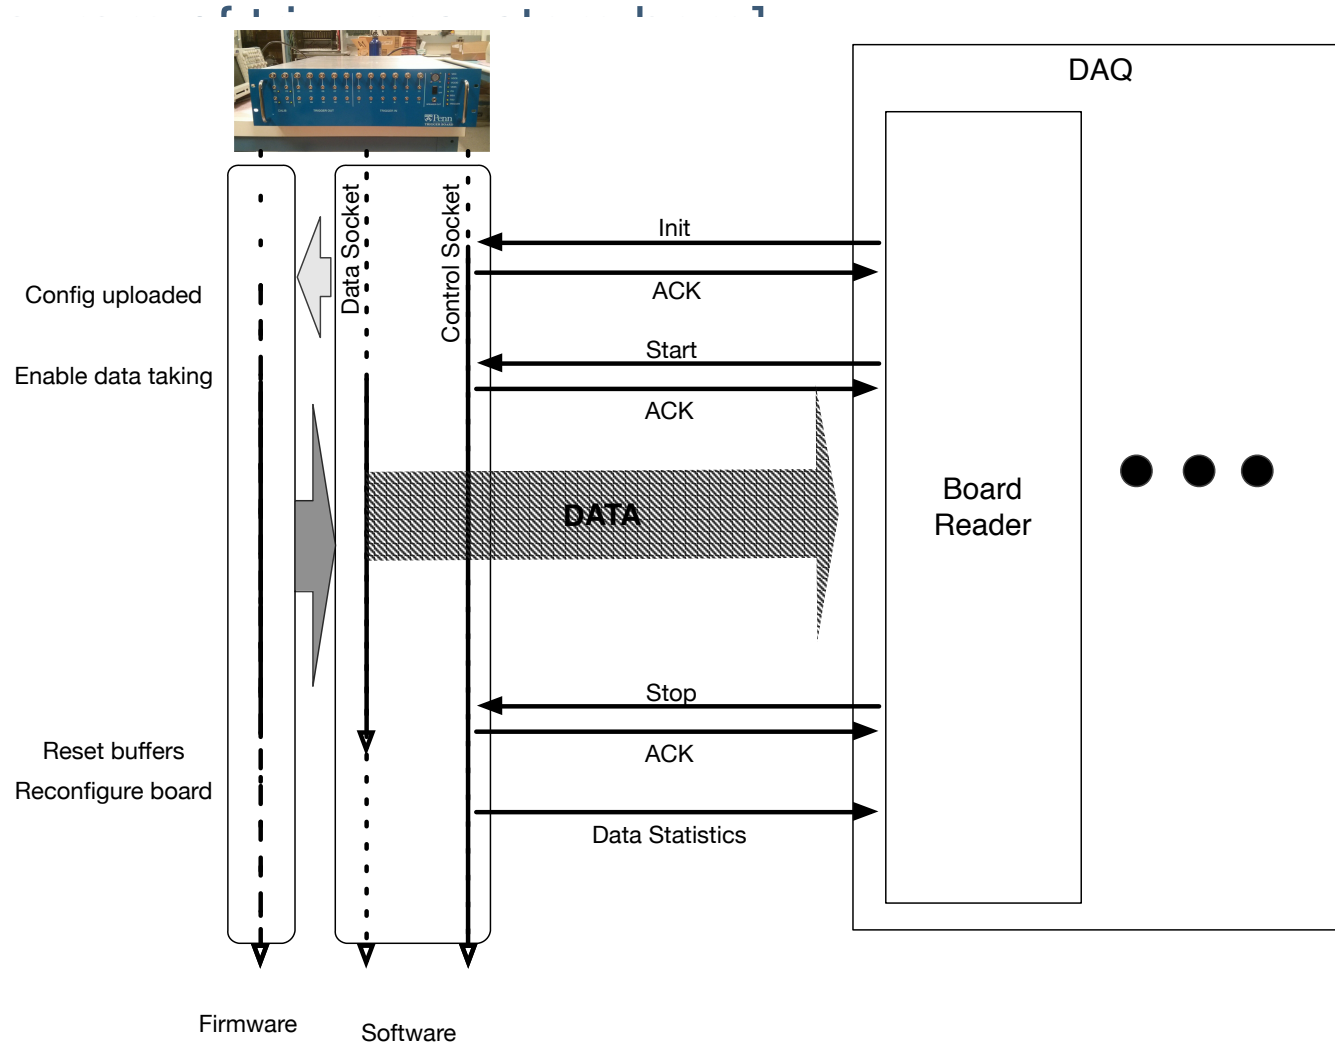 DAQ
Penn
Data Socket
Control Socket
Init
ACK
Config uploaded
Start
Enable data taking
ACK
DATA
Board
Reader
Stop
ACK
Reset buffers
Reconfigure board
Data Statistics
Firmware
Software